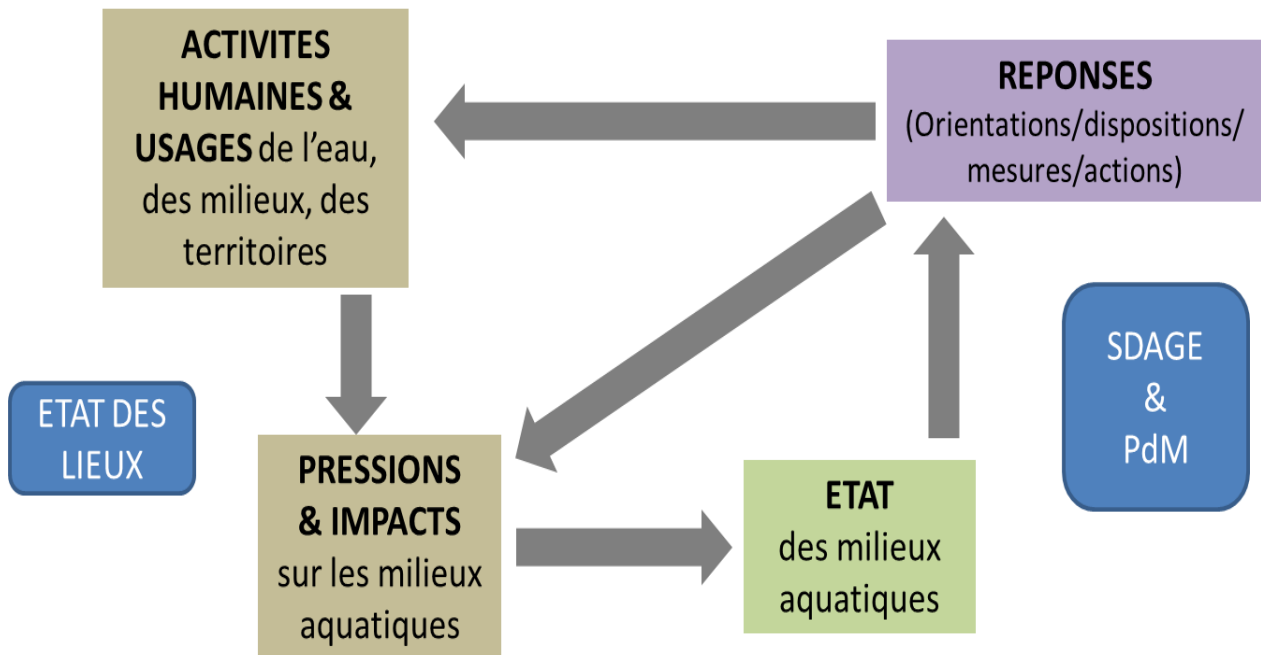 ACTIVITES
HUMAINES &
USAGES de l’eau,
des milieux, des
territoires
REPONSES
(Orientations/dispositions/
mesures/actions)
ETAT DES
LIEUX
SDAGE
&
PdM
PRESSIONS
& IMPACTS
sur les milieux
aquatiques
ETAT
des milieux
aquatiques